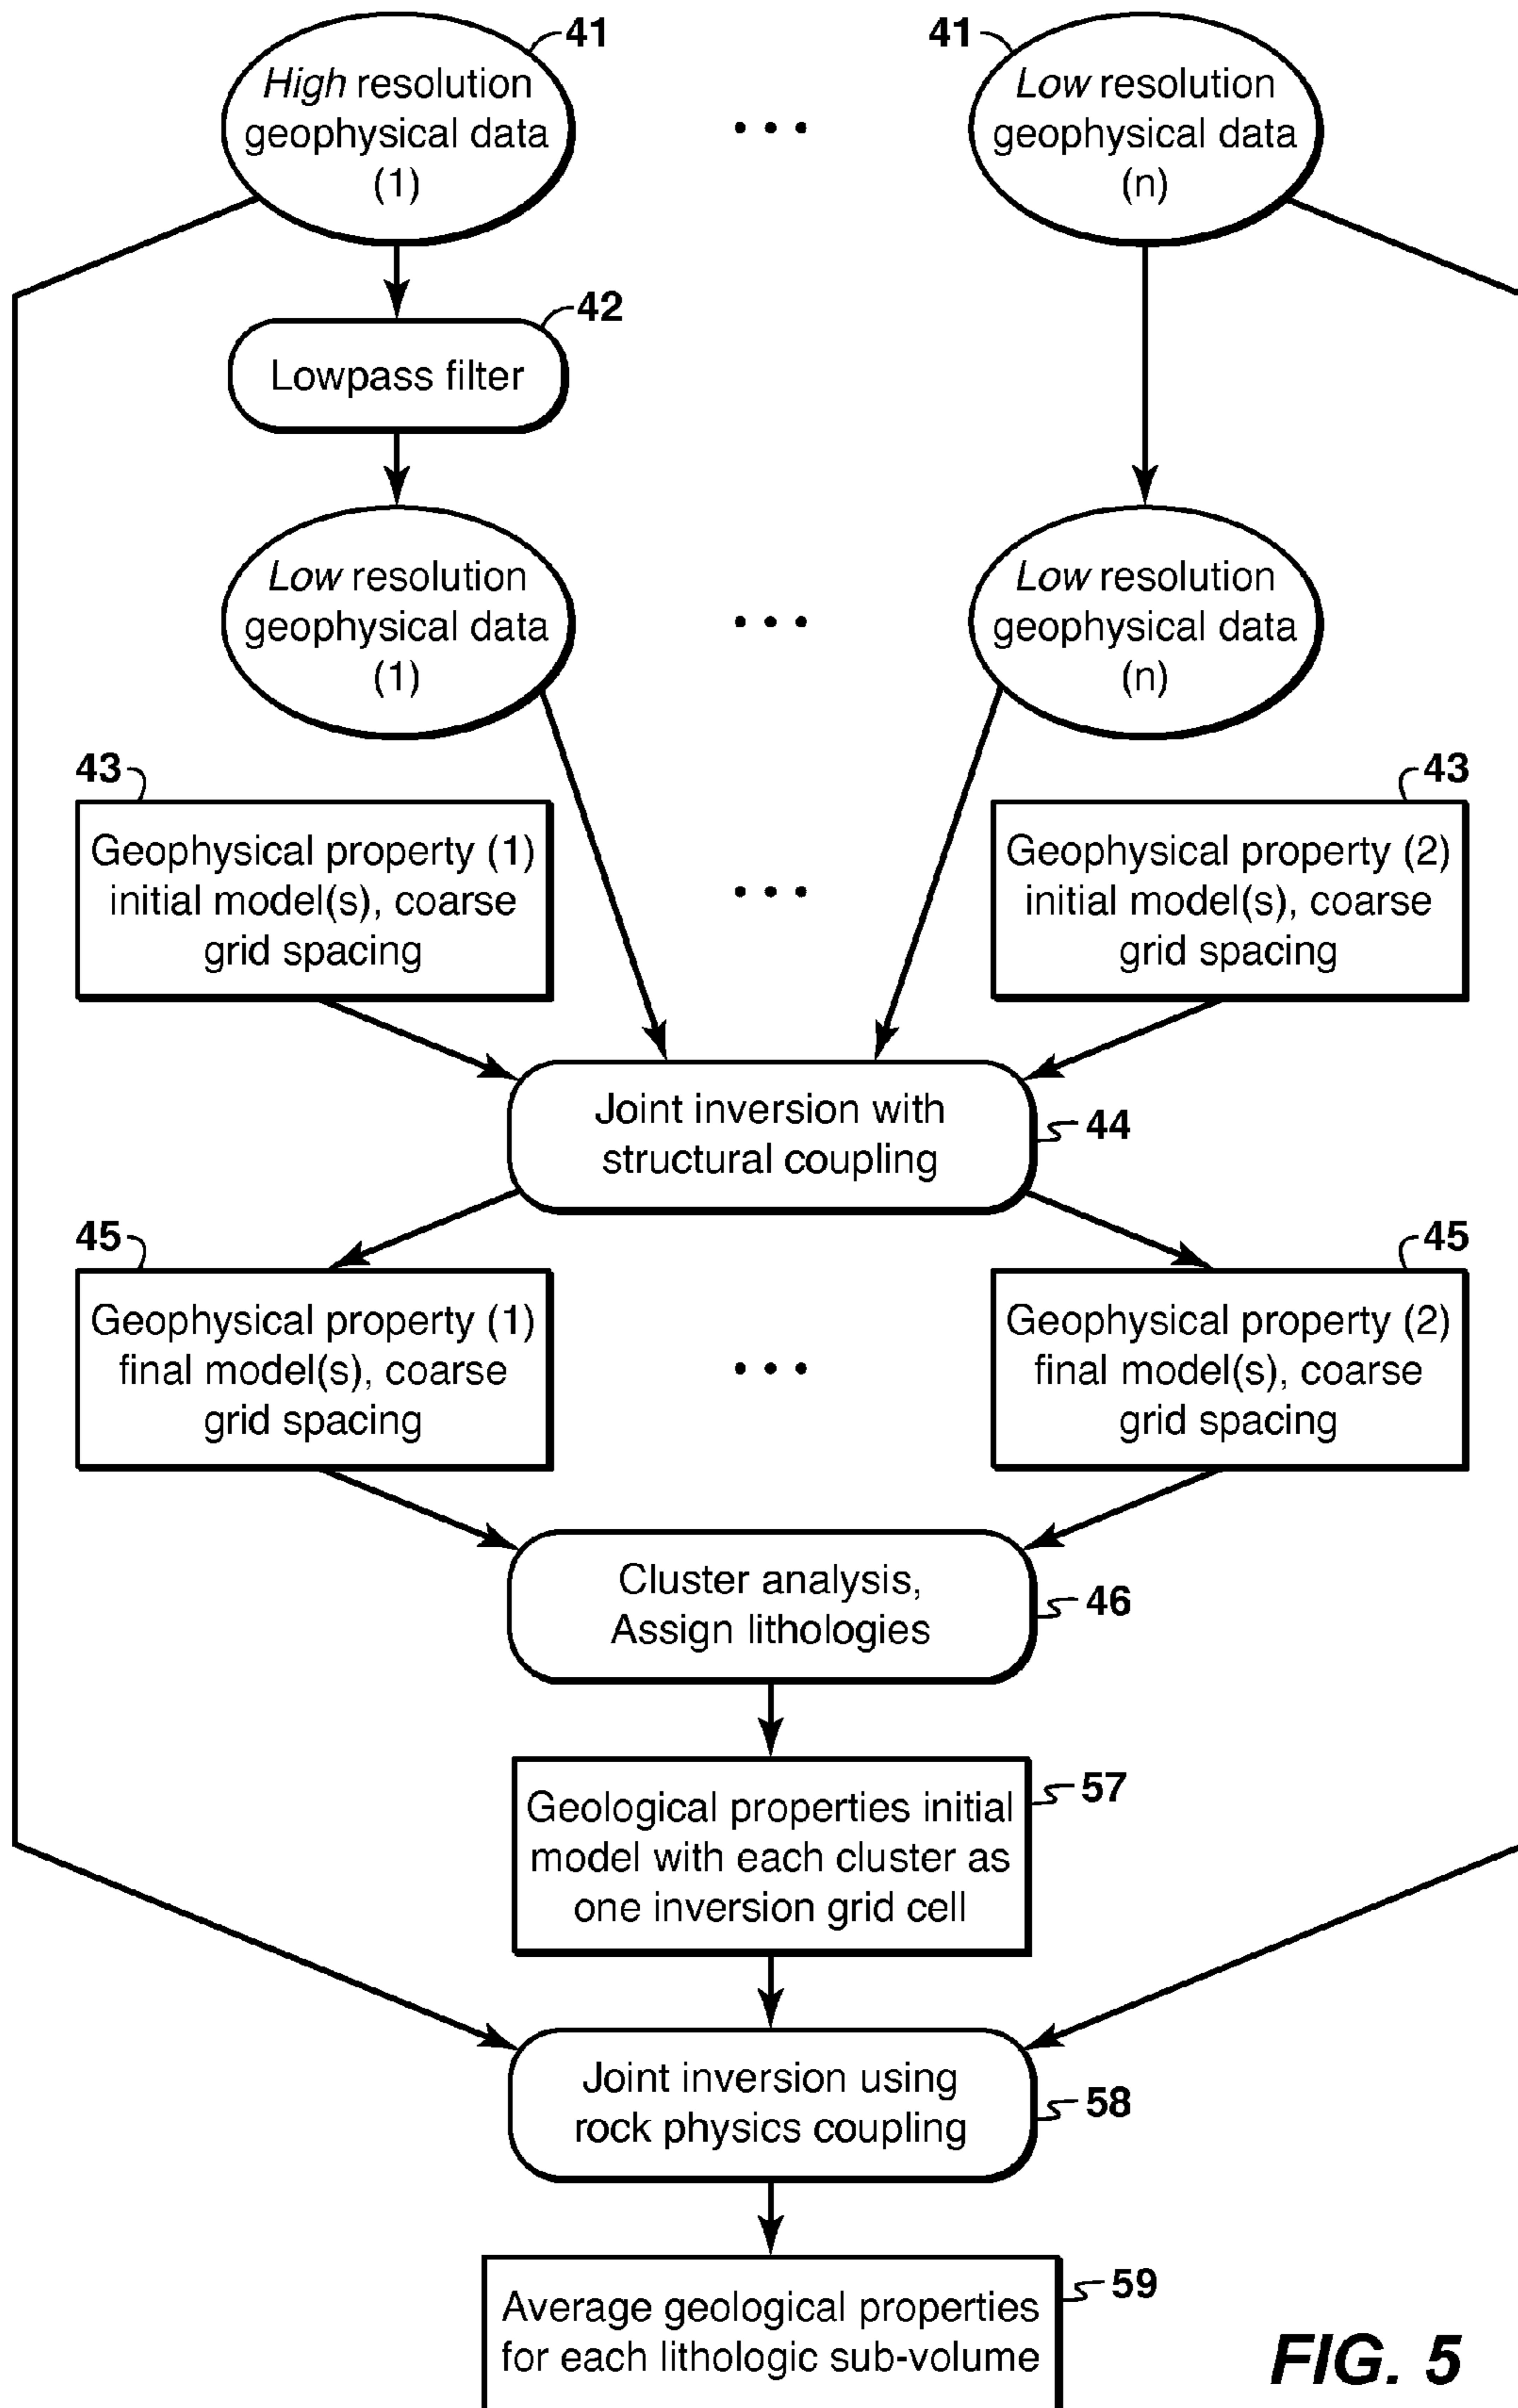 41
High resolution
geophysical data
(1)
41
Low resolution
geophysical data
(n)
42
Lowpass filter
Low resolution
geophysical data
(1)
Low resolution
geophysical data
(n)
43
Geophysical property (1)
initial model(s), coarse
grid spacing
43
Geophysical property (2)
initial model(s), coarse
grid spacing
Joint inversion with
structural coupling
44
45
Geophysical property (1)
final model(s), coarse
grid spacing
45
Geophysical property (2)
final model(s), coarse
grid spacing
Cluster analysis,
Assign lithologies
46
Geological properties initial
model with each cluster as
one inversion grid cell
57
Joint inversion using
rock physics coupling
58
Average geological properties
for each lithologic sub-volume
59
FIG. 5